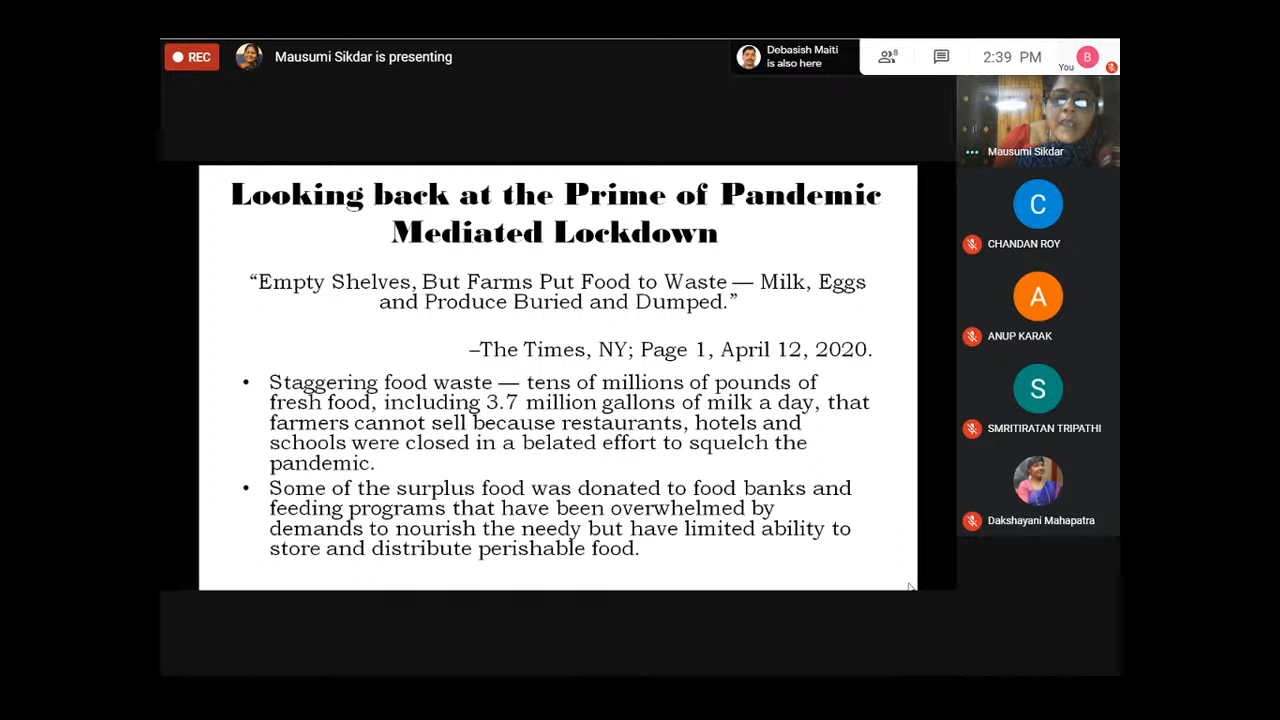 REC
Mausumi Sikdar is presenting
Debasish Maiti
is also here
8
2:39 PM
You
B
Mausumi Sikdar
Looking back at the Prime of Pandemic
Mediated Lockdown
“Empty Shelves, But Farms Put Food to Waste — Milk, Eggs
and Produce Buried and Dumped.”
–The Times, NY; Page 1, April 12, 2020.
• Staggering food waste — tens of millions of pounds of
fresh food, including 3.7 million gallons of milk a day, that
farmers cannot sell because restaurants, hotels and
schools were closed in a belated effort to squelch the
pandemic.
• Some of the surplus food was donated to food banks and
feeding programs that have been overwhelmed by
demands to nourish the needy but have limited ability to
store and distribute perishable food.
C
CHANDAN ROY
A
ANUP KARAK
S
SMRITIRATAN TRIPATHI
Dakshayani Mahapatra